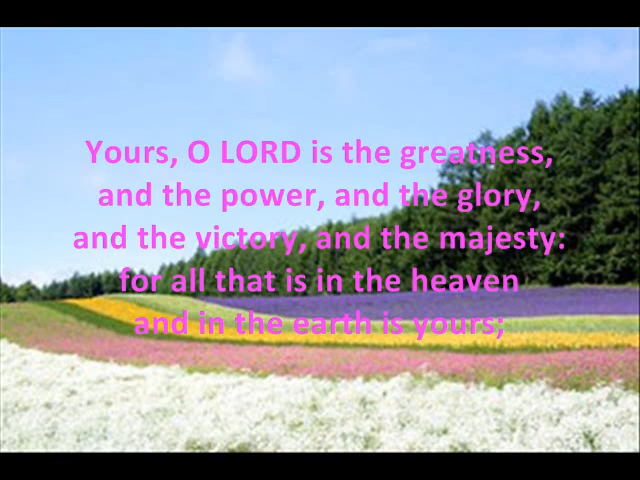 Yours, O LORD is the greatness,
and the power, and the glory,
and the victory, and the majesty:
for all that is in the heaven
and in the earth is yours;